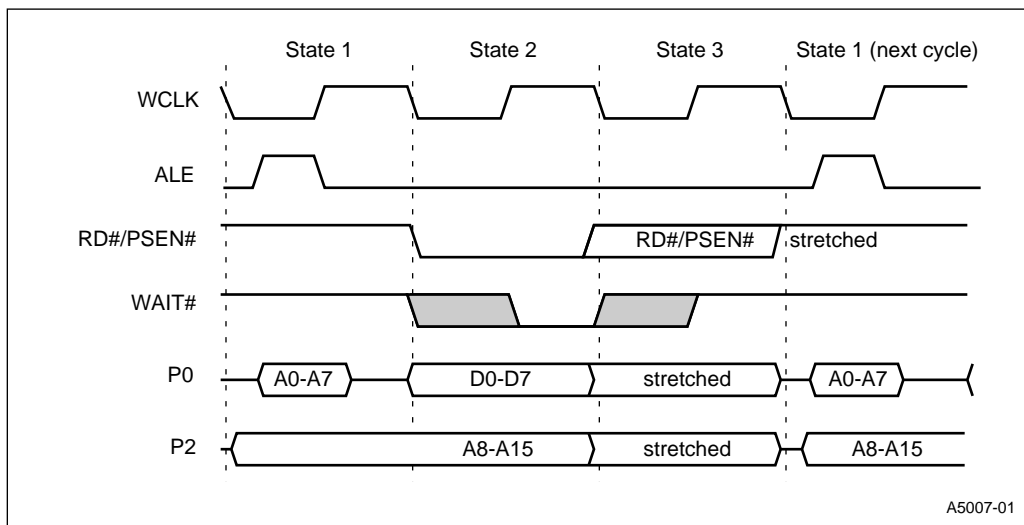 State 1 State 2 State 3 State 1 (next cycle)
WCLK
ALE
RD#/PSEN# RD#/PSEN# stretched
WAIT#
P0 A0-A7 D0-D7 stretched A0-A7
P2 A8-A15 stretched A8-A15
A5007-01